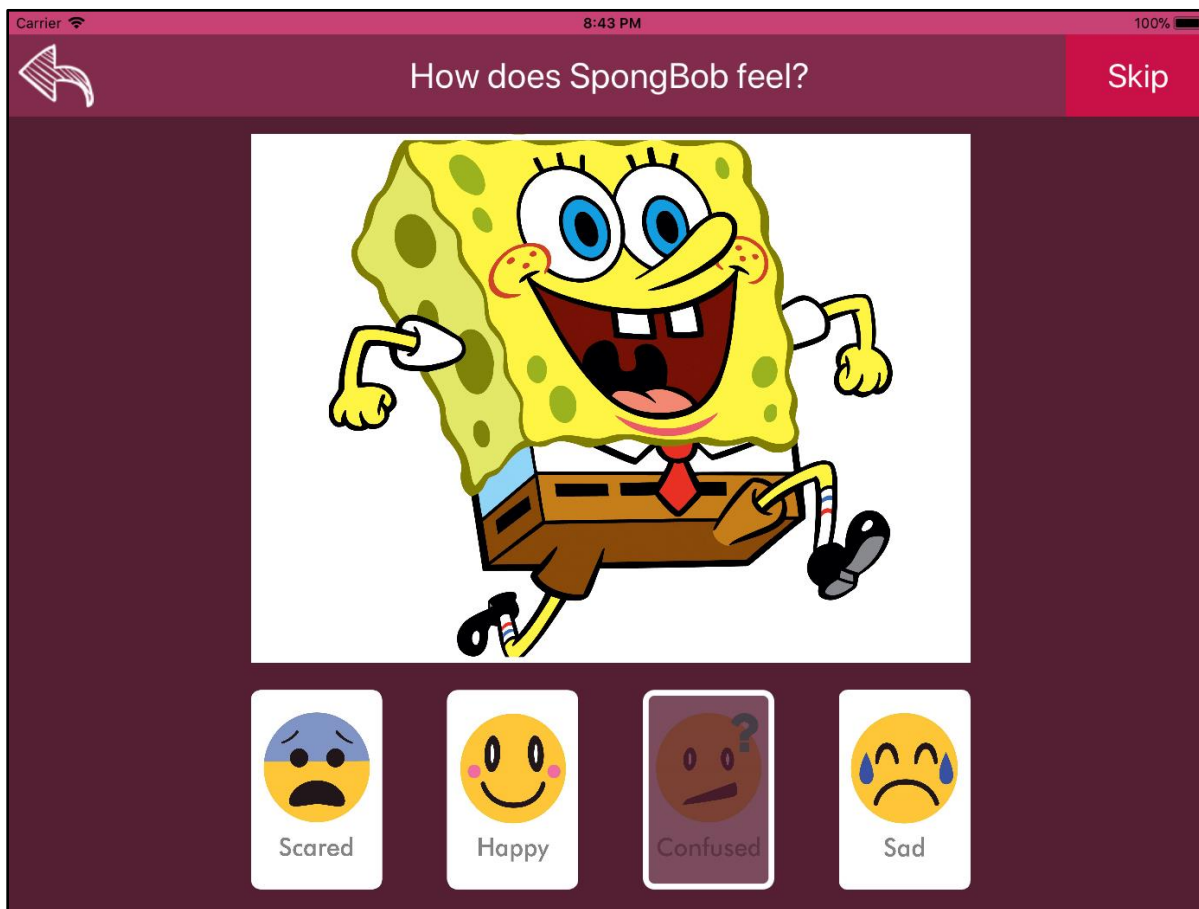 Carrier
8:43 PM
100%
How does SpongBob feel?
Skip
?
Scared
Happy
Confused
Sad